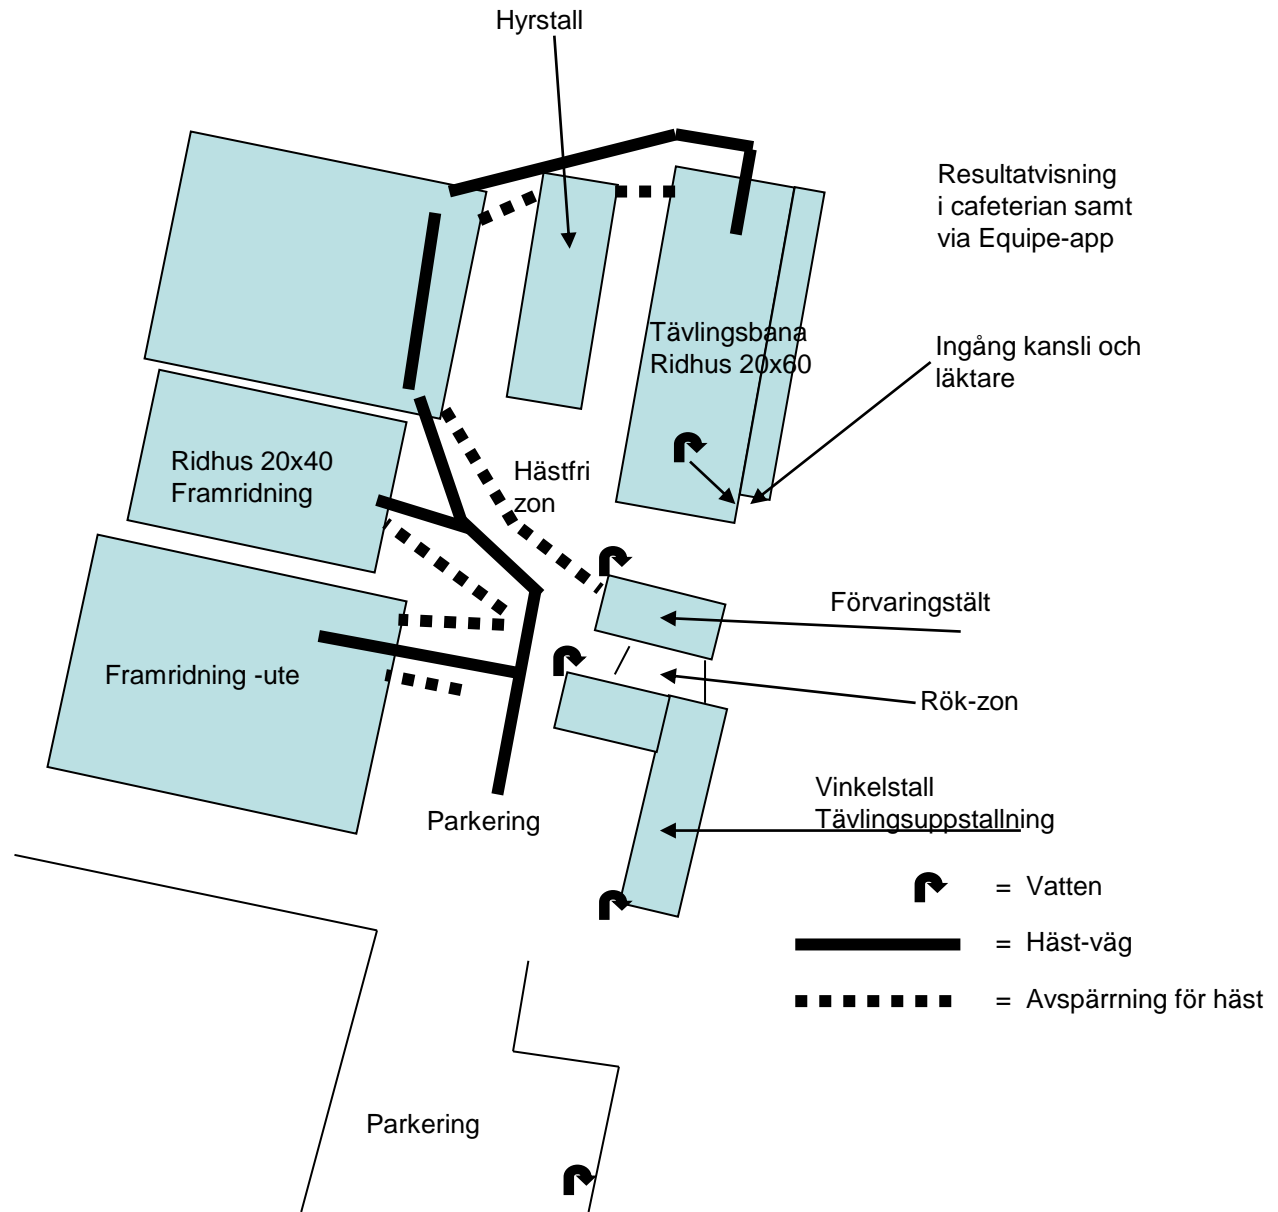 Hyrstall
Resultatvisning
i cafeterian samt
via Equipe-app
Tävlingsbana
Ridhus 20x60
Ingång kansli och
läktare
Ridhus 20x40
Framridning
Hästfri
zon
Förvaringstält
Framridning -ute
Rök-zon
Vinkelstall
Tävlingsuppstallning
Parkering
= Vatten
= Häst-väg
= Avspärrning för häst
Parkering